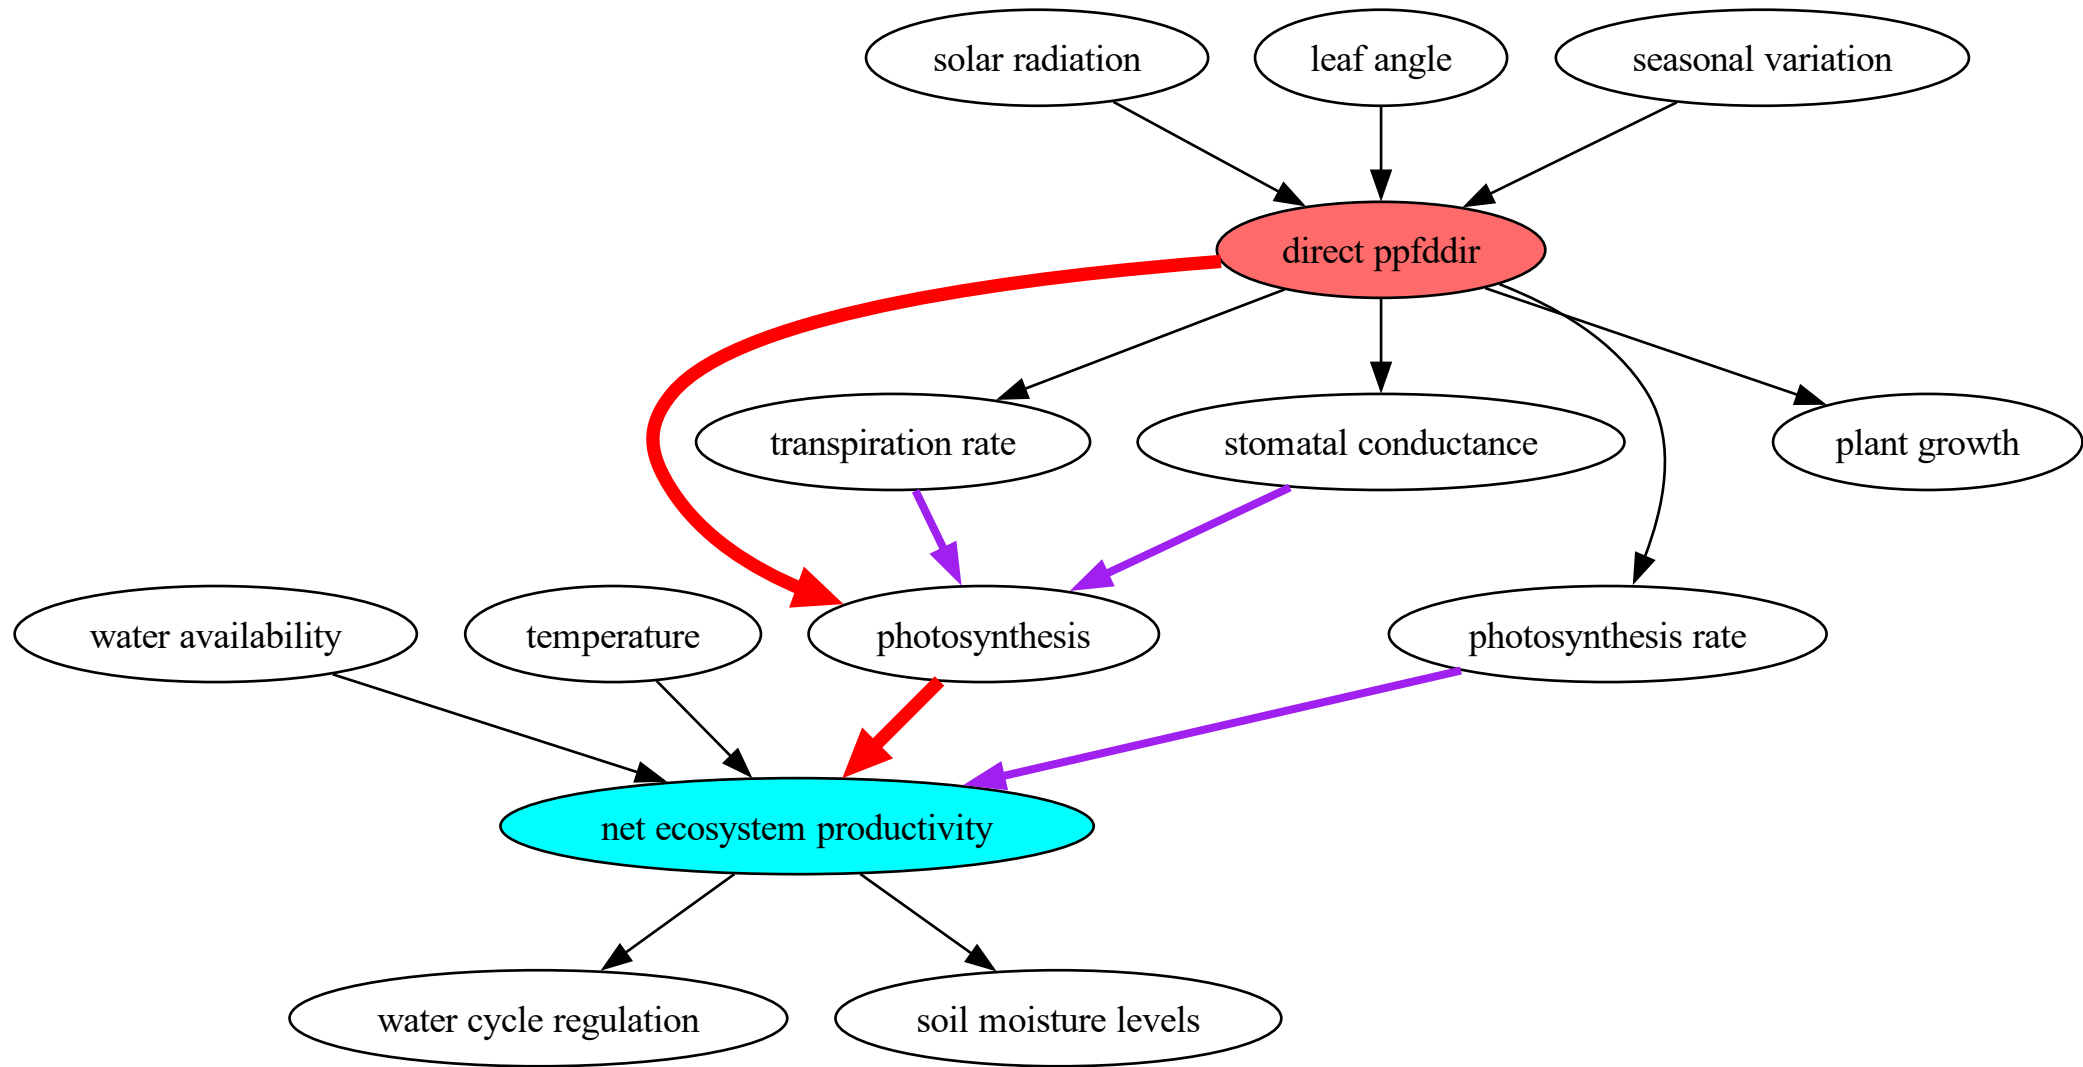 solar radiation
leaf angle
seasonal variation
direct ppfddir
transpiration rate
stomatal conductance
plant growth
water availability
temperature
photosynthesis
photosynthesis rate
net ecosystem productivity
water cycle regulation
soil moisture levels